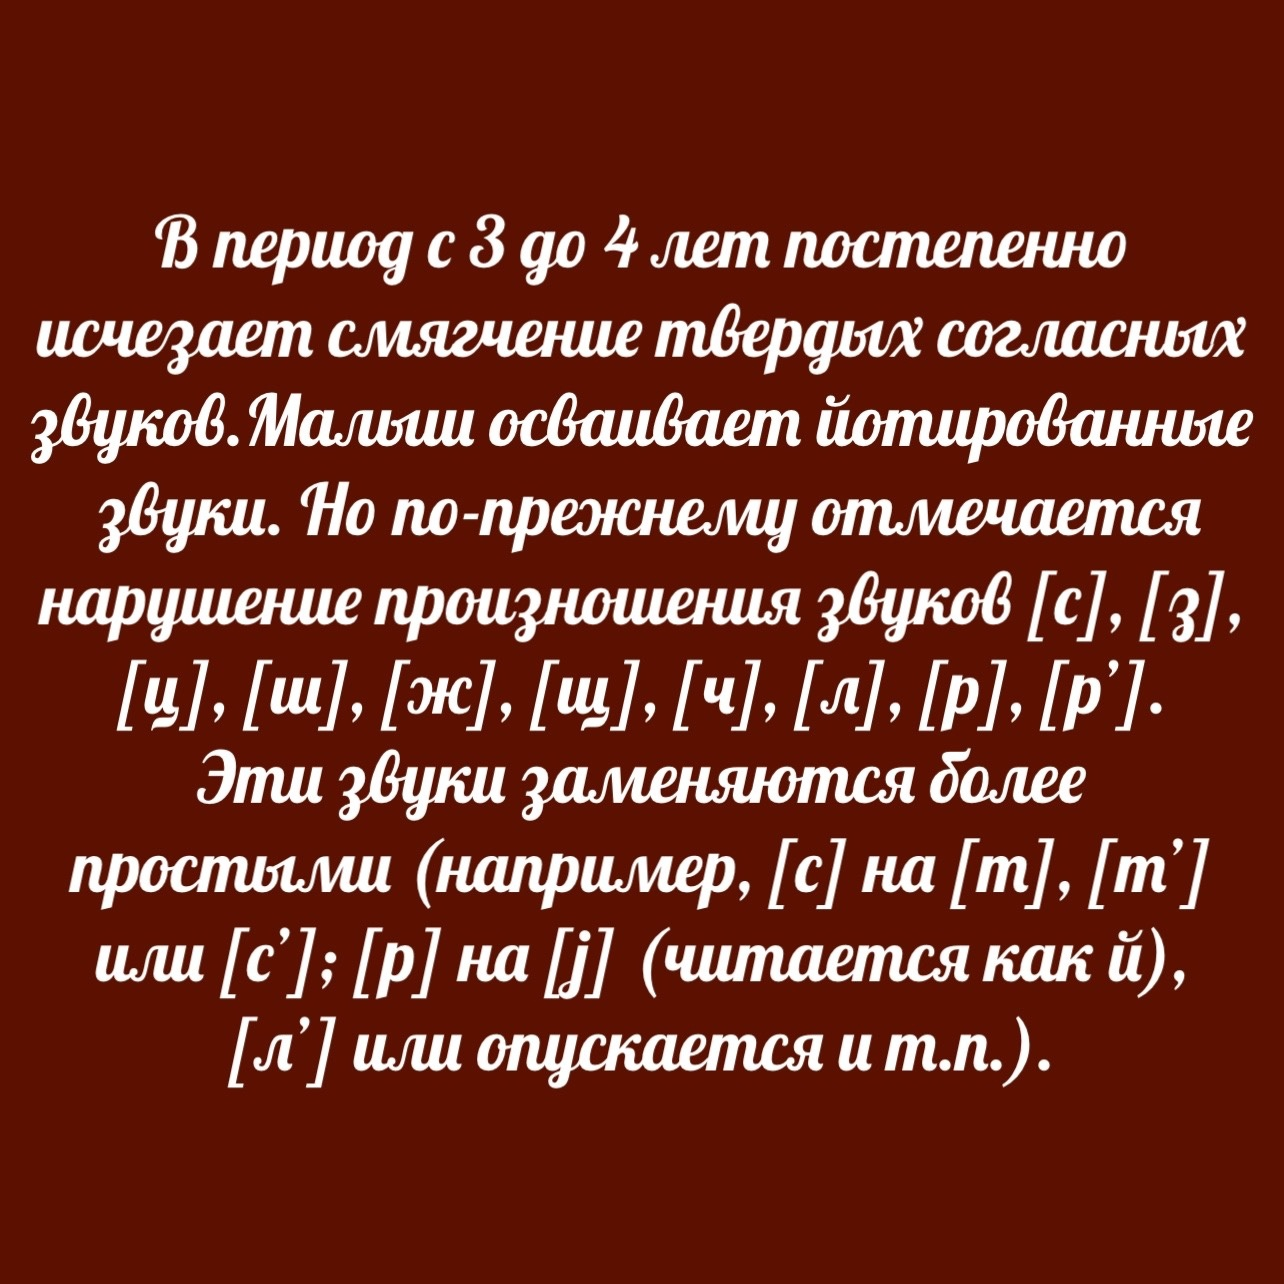 В период с 3 до 4 лет постепенно
исчезает смягчение твердых согласных
звуков.Малыш осваивает йотированные
звуки. Но по-прежнему отмечается
нарушение произношения звуков [с], [з],
[ц], [ш], [ж], [щ], [ч], [л], [р], [р’].
Эти звуки заменяются более
простыми (например, [с] на [т], [т’]
или [с’]; [р] на [j] (читается как й),
[л’] или опускается и т.п.).